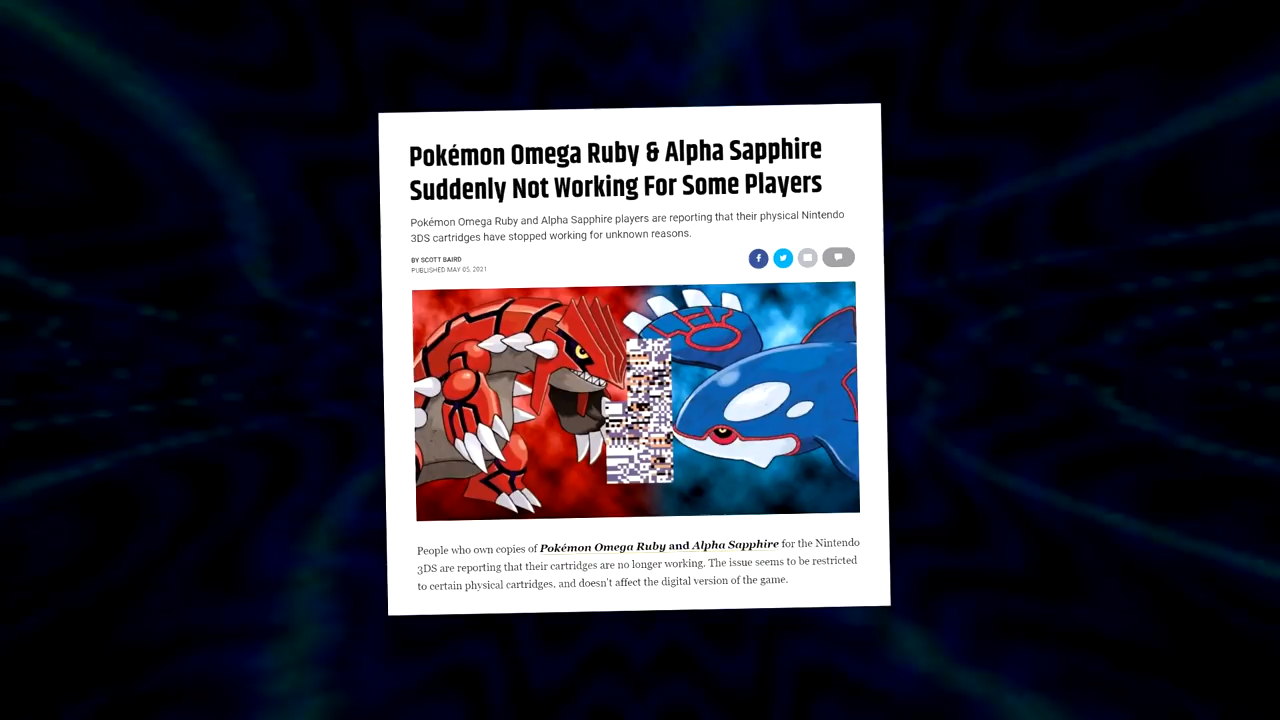 Pokémon Omega Ruby & Alpha Sapphire
Suddenly Not Working For Some Players
Pokémon Omega Ruby and Alpha Sapphire players are reporting that their physical Nintendo
3DS cartridges have stopped working for unknown reasons.
BY SCOTT BAIRD
PUBLISHED MAY 05, 2021
People who own copies of Pokémon Omega Ruby and Alpha Sapphire for the Nintendo
3DS are reporting that their cartridges are no longer working. The issue seems to be restricted
to certain physical cartridges, and doesn't affect the digital version of the game.